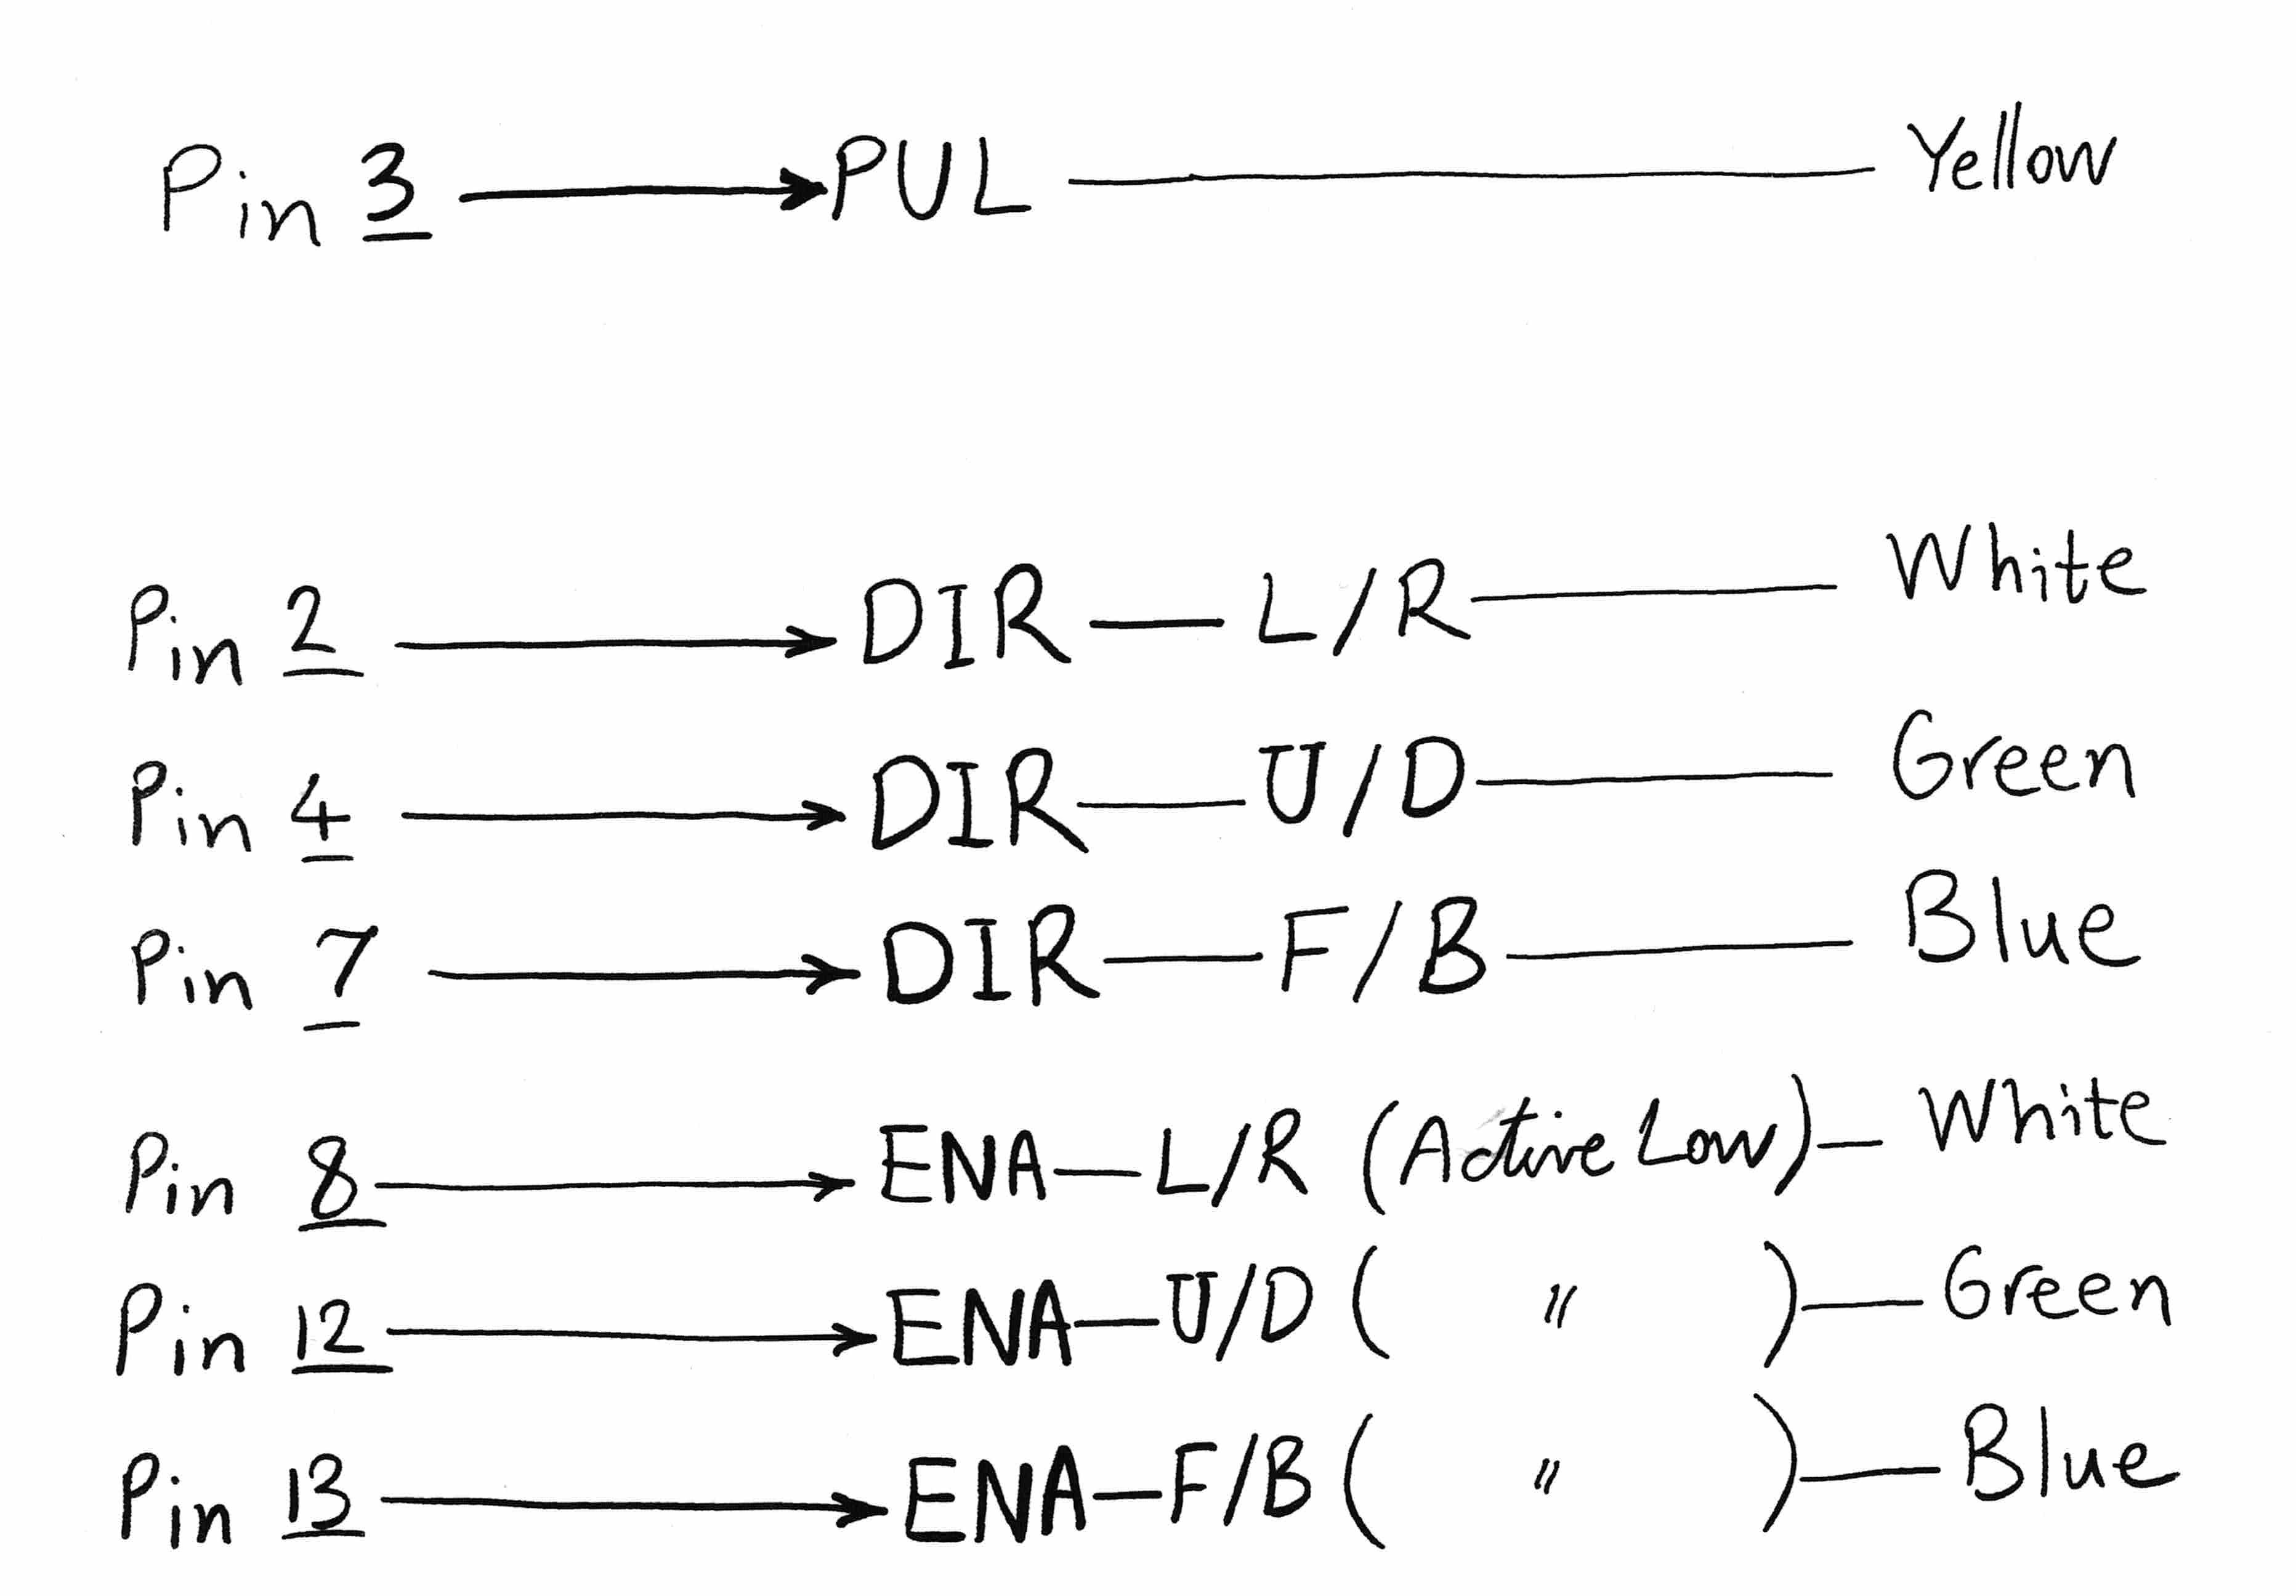 Pin 3 → PUL — Yellow
Pin 2 → DIR — L/R — White
Pin 4 → DIR — U/D — Green
Pin 7 → DIR — F/B — Blue
Pin 8 → ENA — L/R (Active Low) — White
Pin 12 → ENA — U/D ( " ) — Green
Pin 13 → ENA — F/B ( " ) — Blue